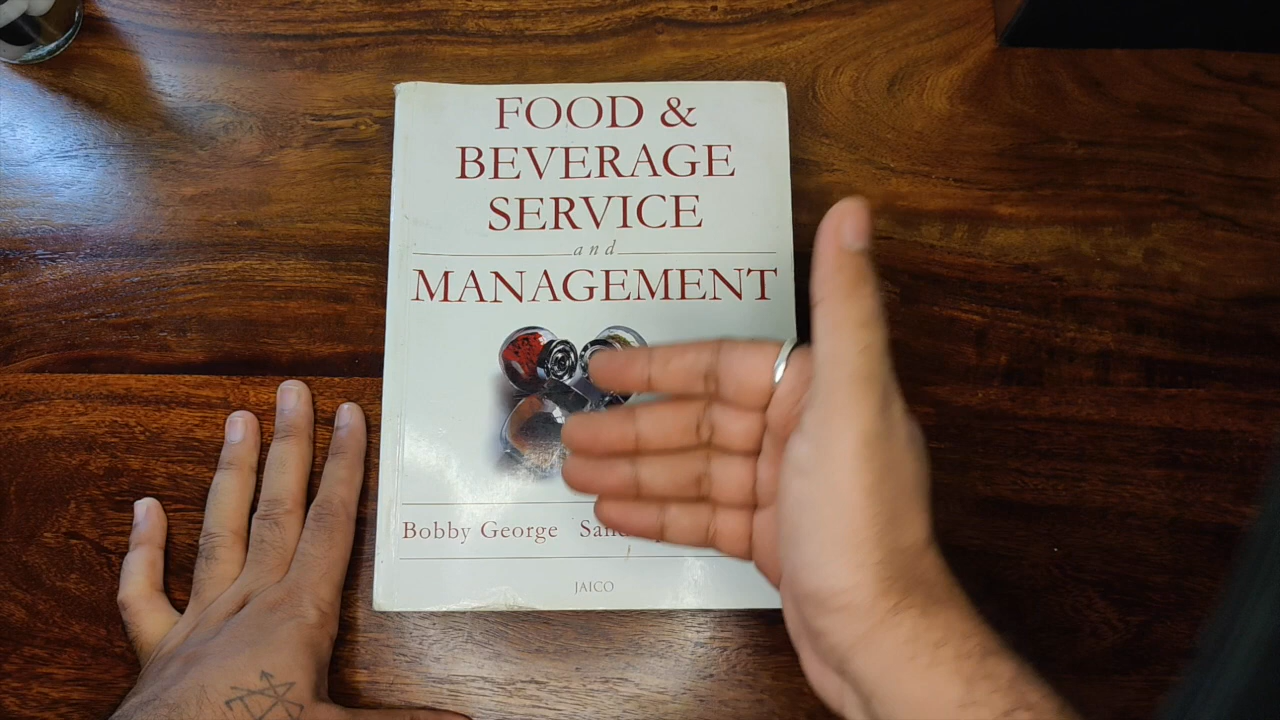 FOOD &
BEVERAGE
SERVICE
and
MANAGEMENT
Bobby George
JAICO